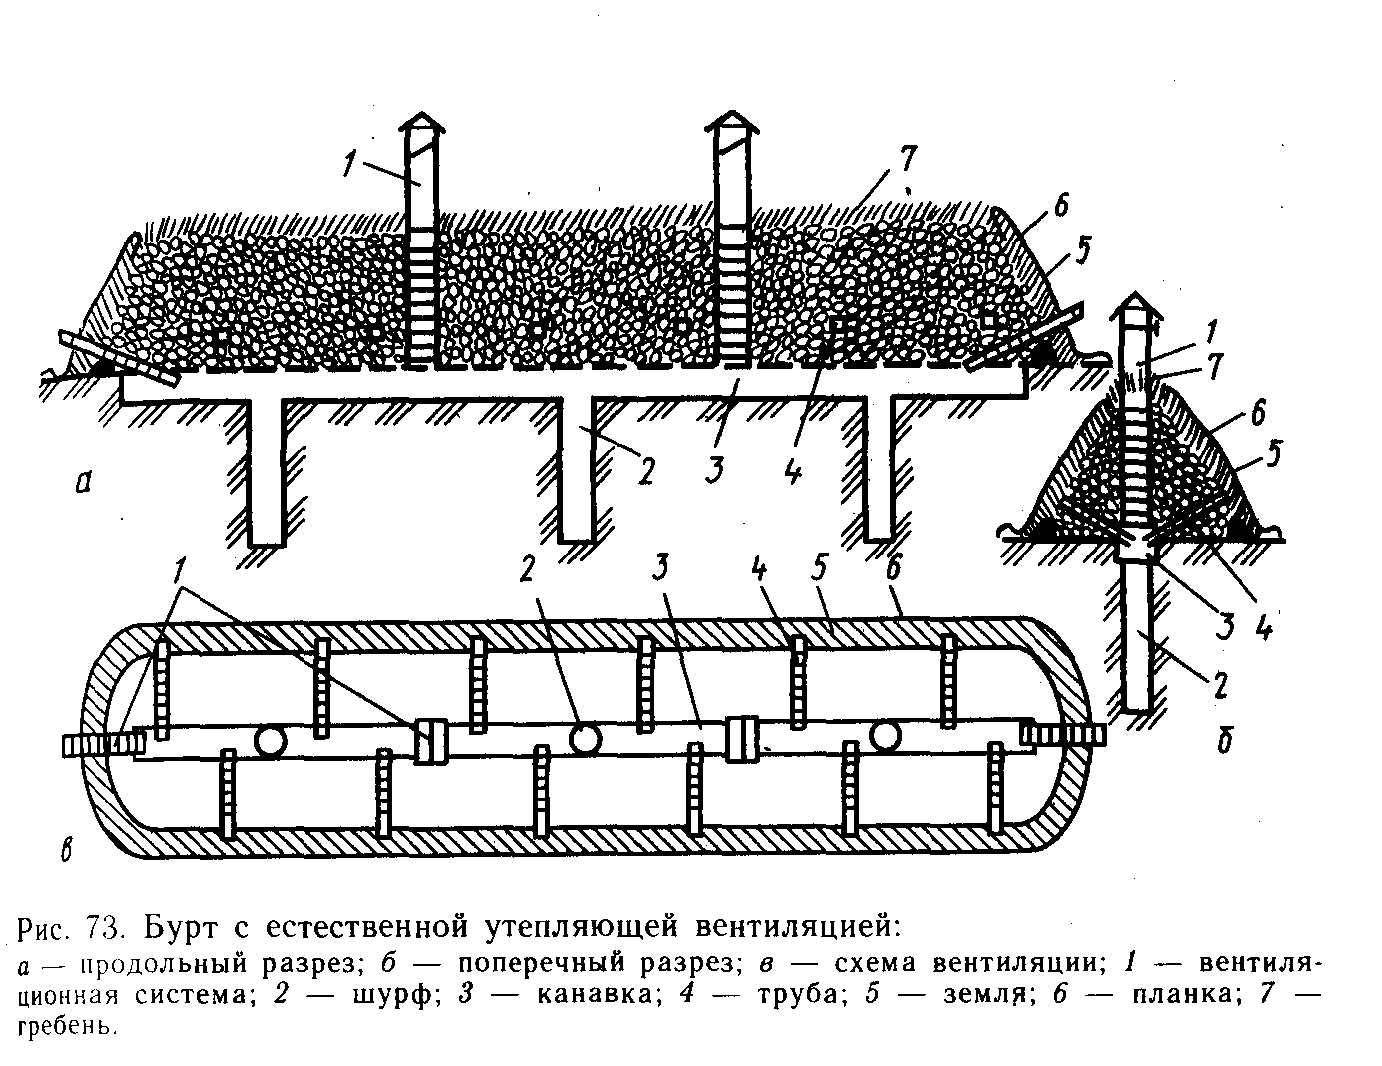 1
7
6
5
1
7
6
5
2
3
4
а
1
2
3
4
5
6
3
4
2
б
в
Рис. 73. Бурт с естественной утепляющей вентиляцией:
а — продольный разрез; б — поперечный разрез; в — схема вентиляции; 1 — вентиля-
ционная система; 2 — шурф; 3 — канавка; 4 — труба; 5 — земля; 6 — планка; 7 —
гребень.